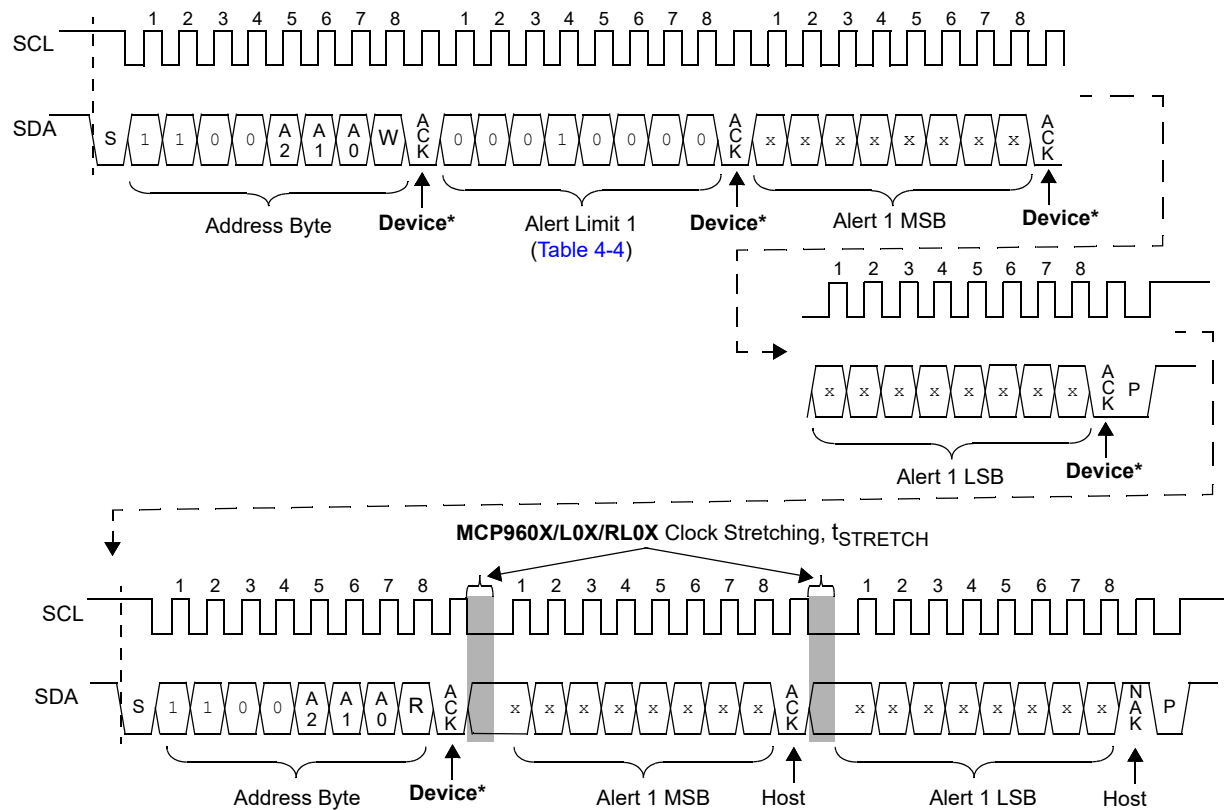 1 2 3 4 5 6 7 8 1 2 3 4 5 6 7 8 1 2 3 4 5 6 7 8
SCL
SDA
S 1 1 0 0 A2 A1 A0 W ACK 0 0 0 1 0 0 0 0 ACK x x x x x x x x ACK
Address Byte Device* Alert Limit 1 Device* Alert 1 MSB Device*
(Table 4-4)
1 2 3 4 5 6 7 8
x x x x x x x x ACK P
Alert 1 LSB Device*
MCP960X/L0X/RL0X Clock Stretching, tSTRETCH
1 2 3 4 5 6 7 8 1 2 3 4 5 6 7 8 1 2 3 4 5 6 7 8
SCL
SDA
S 1 1 0 0 A2 A1 A0 R ACK x x x x x x x x ACK x x x x x x x x NAK P
Address Byte Device* Alert 1 MSB Host Alert 1 LSB Host